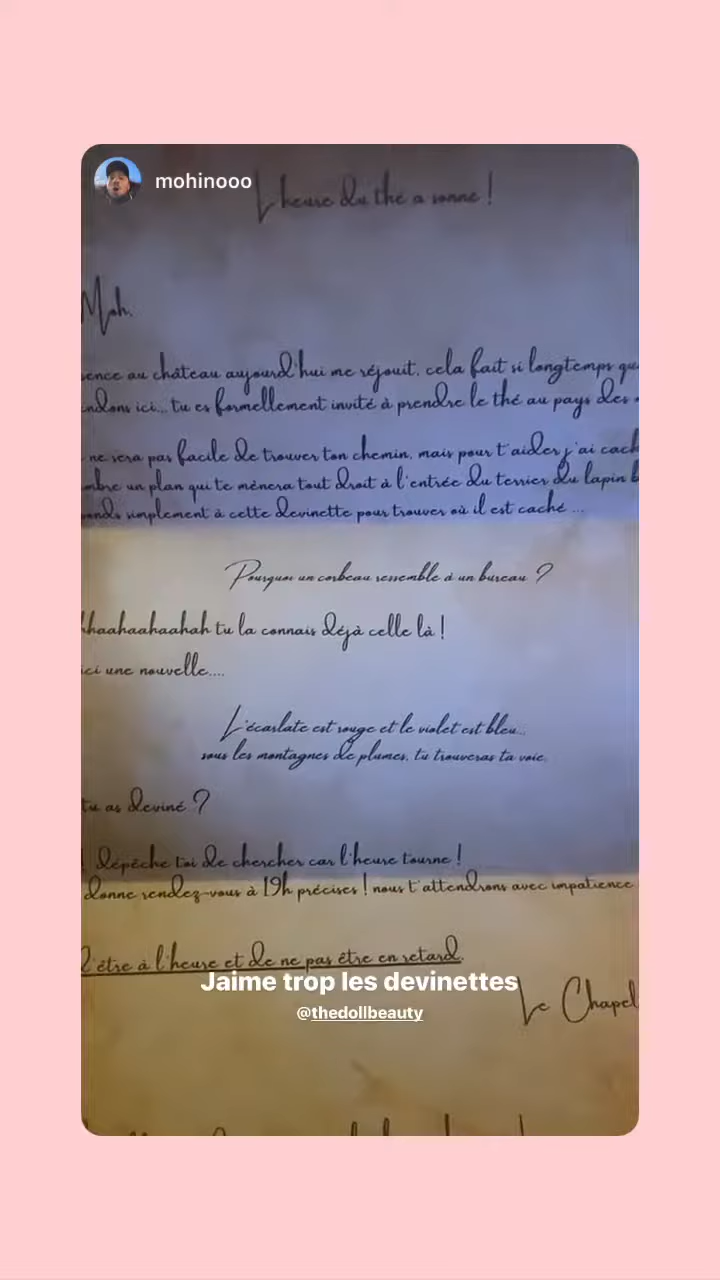 mohinooo
L'heure du thé a sonné !
Moh,
sence au château aujourd'hui me réjouit, cela fait si longtemps que
ndons ici... tu es formellement invité à prendre le thé au pays des
ne sera pas facile de trouver ton chemin, mais pour t'aider j'ai cach
mbre un plan qui te mènera tout droit à l'entrée du terrier du lapin b
onds simplement à cette devinette pour trouver où il est caché ...
Pourquoi un corbeau ressemble à un bureau ?
hhaahaahaahah tu la connais déjà celle là !
ici une nouvelle....
L'écarlate est rouge et le violet est bleu...
sous les montagnes de plumes, tu trouveras ta voie.
tu as deviné ?
! dépêche toi de chercher car l'heure tourne !
donne rendez-vous à 19h précises ! nous t'attendrons avec impatience
d'être à l'heure et de ne pas être en retard.
Jaime trop les devinettes
Le Chapel
@thedollbeauty